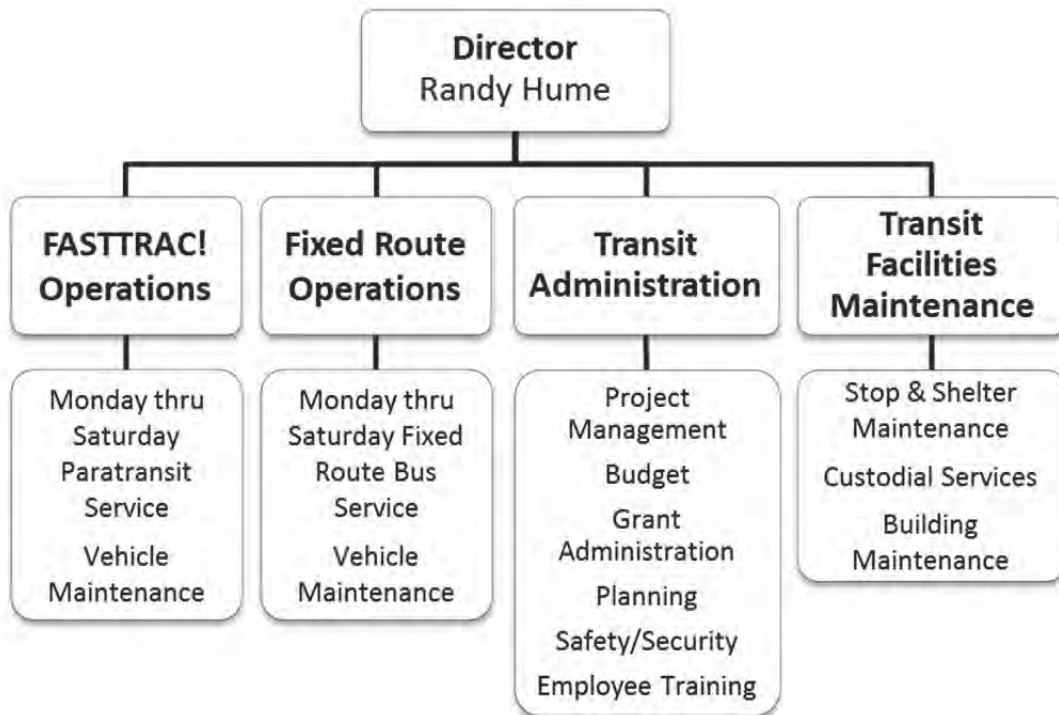 Director
Randy Hume
FASTTRAC!
Operations
Fixed Route
Operations
Transit
Administration
Transit
Facilities
Maintenance
Monday thru
Saturday
Paratransit
Service
Vehicle
Maintenance
Monday thru
Saturday Fixed
Route Bus
Service
Vehicle
Maintenance
Project
Management
Budget
Grant
Administration
Planning
Safety/Security
Employee Training
Stop & Shelter
Maintenance
Custodial Services
Building
Maintenance